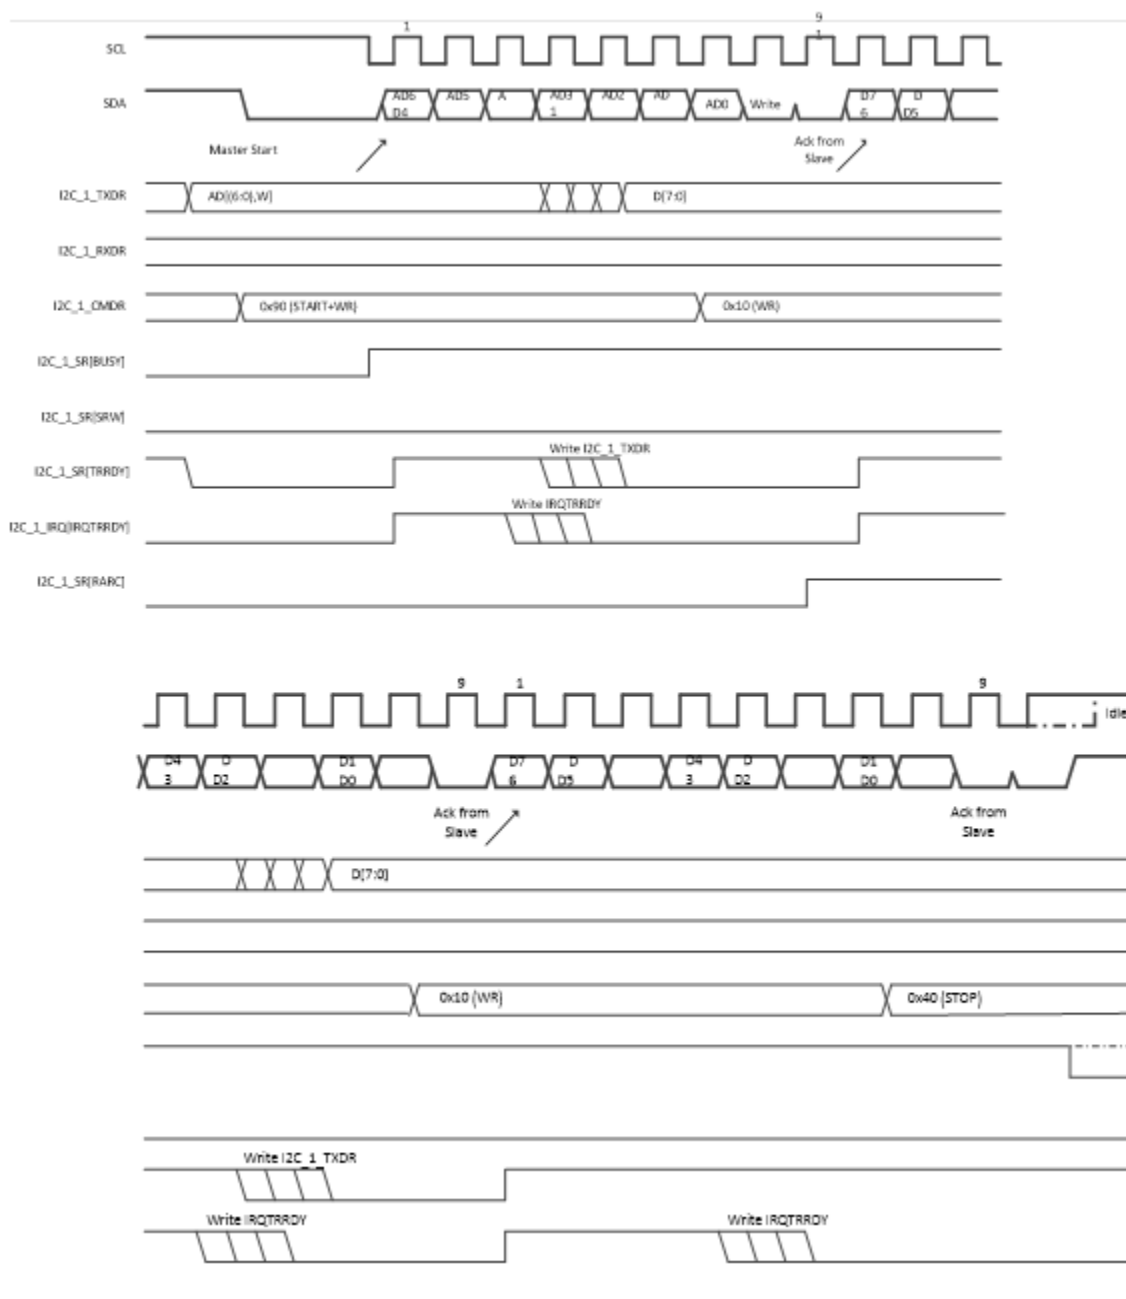 1
9
1
SCL
SDA
AD6 AD5 A AD3 AD2 AD AD0 Write D7 D
D4 1 6 D5
Master Start
Ack from
Slave
I2C_1_TXDR
AD[(6:0),W]
D[7:0]
I2C_1_RXDR
I2C_1_CMDR
0x90 (START+WR)
0x10 (WR)
I2C_1_SR[BUSY]
I2C_1_SR[SRW]
Write I2C_1_TXDR
I2C_1_SR[TRRDY]
Write IRQTRRDY
I2C_1_IRQ[IRQTRRDY]
I2C_1_SR[RARC]
9 1 9
Idle
D4 D D1 D7 D D4 D D1
3 D2 D0 6 D5 3 D2 D0
Ack from
Slave
Ack from
Slave
D[7:0]
0x10 (WR)
0x40 (STOP)
Write I2C_1_TXDR
Write IRQTRRDY
Write IRQTRRDY